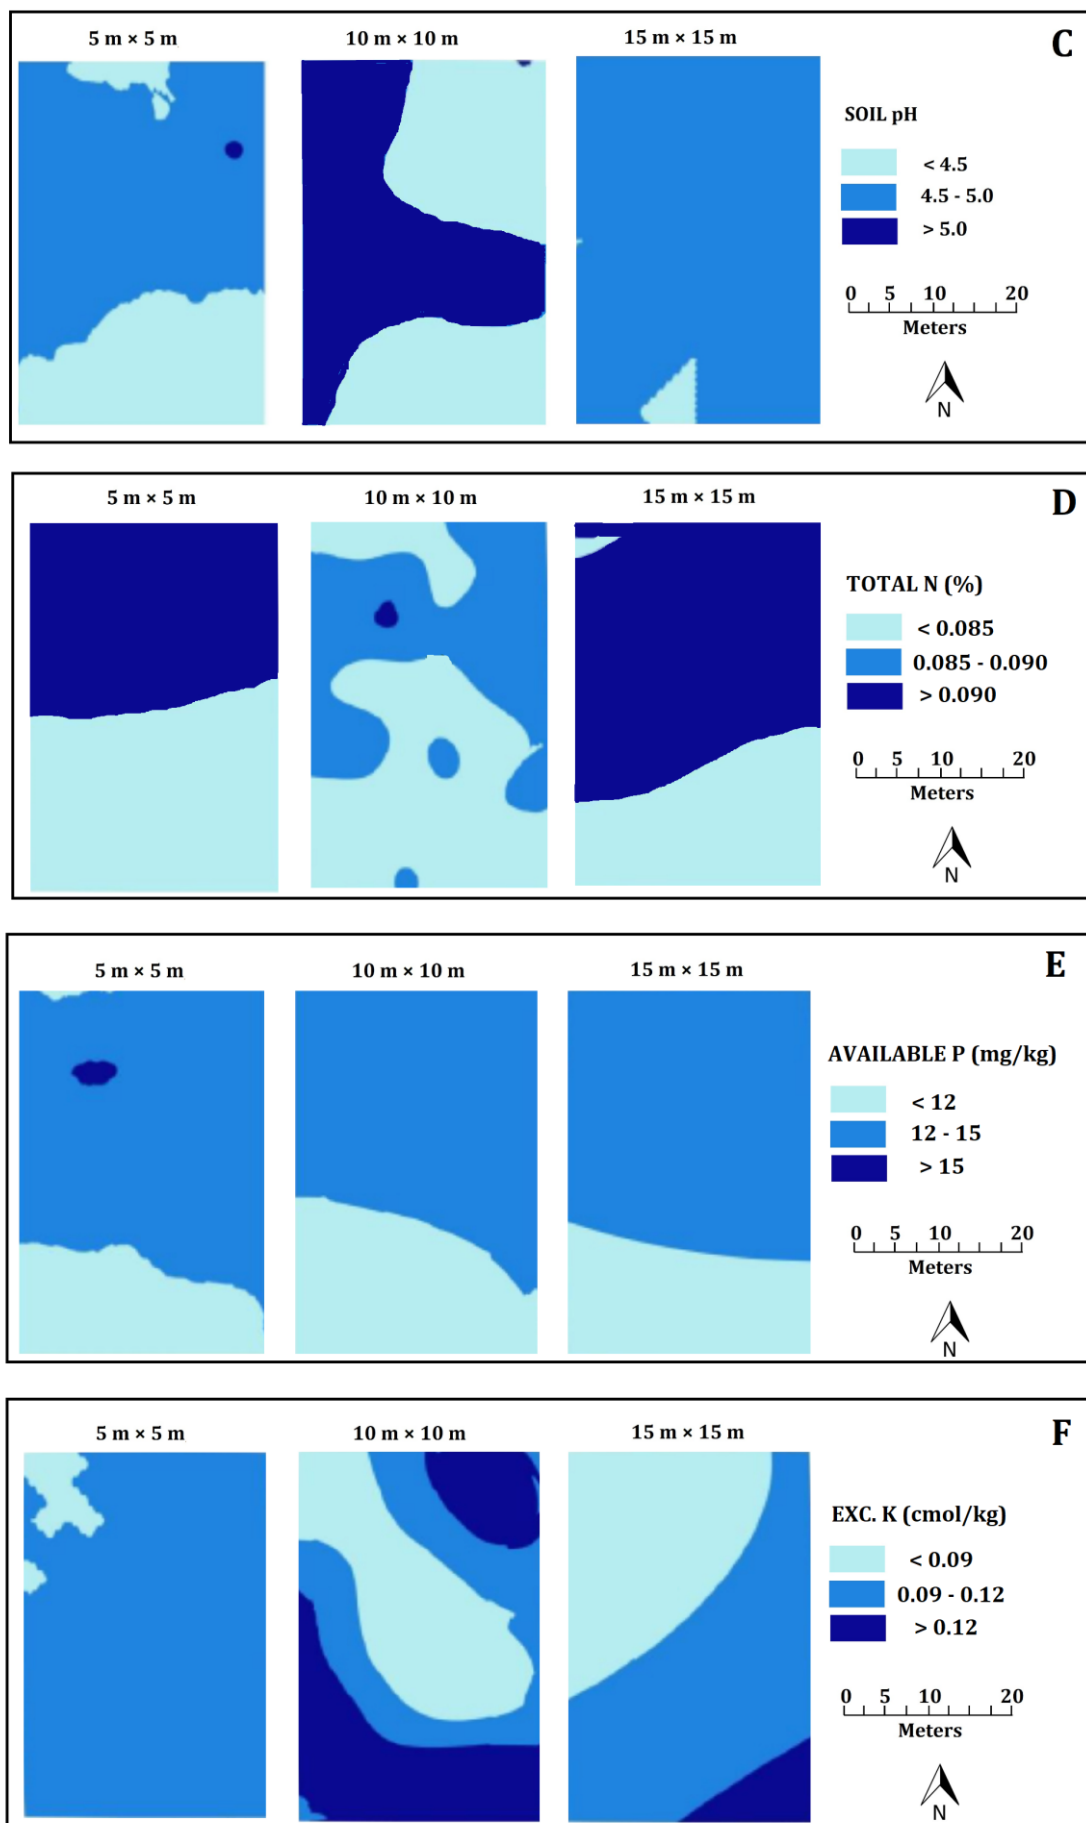 5 m × 5 m
10 m × 10 m
15 m × 15 m
C
SOIL pH
< 4.5
4.5 - 5.0
> 5.0
0 5 10 20
Meters
N
5 m × 5 m
10 m × 10 m
15 m × 15 m
D
TOTAL N (%)
< 0.085
0.085 - 0.090
> 0.090
0 5 10 20
Meters
N
5 m × 5 m
10 m × 10 m
15 m × 15 m
E
AVAILABLE P (mg/kg)
< 12
12 - 15
> 15
0 5 10 20
Meters
N
5 m × 5 m
10 m × 10 m
15 m × 15 m
F
EXC. K (cmol/kg)
< 0.09
0.09 - 0.12
> 0.12
0 5 10 20
Meters
N